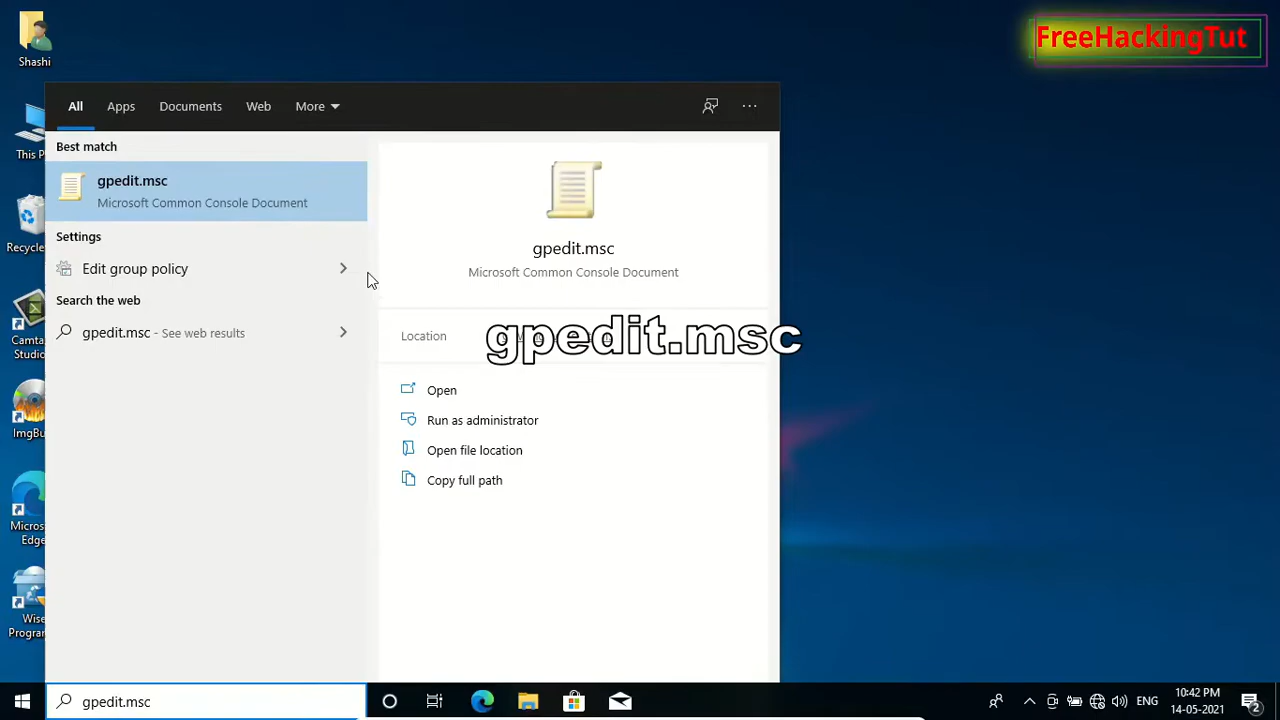 Shashi
FreeHackingTut
All
Apps
Documents
Web
More
Best match
gpedit.msc
Microsoft Common Console Document
Settings
Edit group policy
Search the web
gpedit.msc - See web results
gpedit.msc
Microsoft Common Console Document
Location
gpedit.msc
Open
Run as administrator
Open file location
Copy full path
This P
Recycle
Camta
Studio
ImgBu
Microso
Edge
Wise
Program
gpedit.msc
ENG
10:42 PM
14-05-2021
2